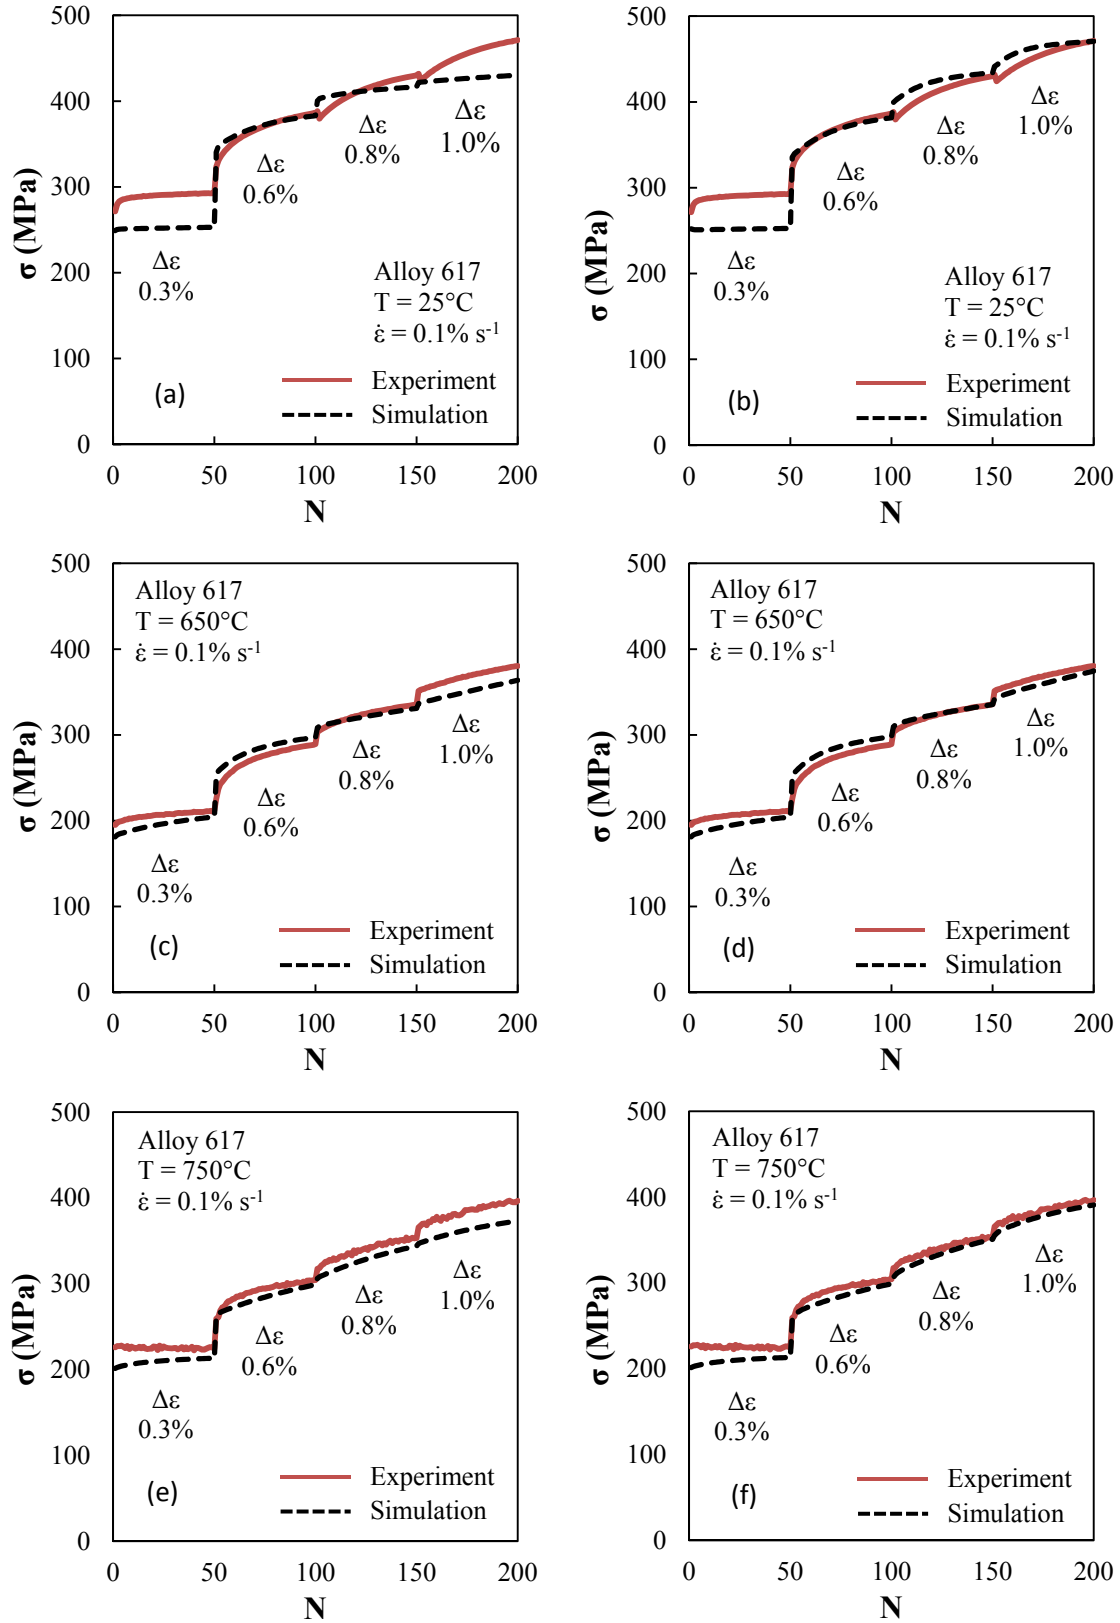 500
400
300
200
100
0
σ (MPa)
Δε
0.3%
Δε
0.6%
Δε
0.8%
Δε
1.0%
Alloy 617
T = 25°C
ε̇ = 0.1% s⁻¹
(a)
Experiment
Simulation
0 50 100 150 200
N
500
400
300
200
100
0
σ (MPa)
Δε
0.3%
Δε
0.6%
Δε
0.8%
Δε
1.0%
Alloy 617
T = 25°C
ε̇ = 0.1% s⁻¹
(b)
Experiment
Simulation
0 50 100 150 200
N
500
400
300
200
100
0
σ (MPa)
Alloy 617
T = 650°C
ε̇ = 0.1% s⁻¹
Δε
0.3%
Δε
0.6%
Δε
0.8%
Δε
1.0%
(c)
Experiment
Simulation
0 50 100 150 200
N
500
400
300
200
100
0
σ (MPa)
Alloy 617
T = 650°C
ε̇ = 0.1% s⁻¹
Δε
0.3%
Δε
0.6%
Δε
0.8%
Δε
1.0%
(d)
Experiment
Simulation
0 50 100 150 200
N
500
400
300
200
100
0
σ (MPa)
Alloy 617
T = 750°C
ε̇ = 0.1% s⁻¹
Δε
0.3%
Δε
0.6%
Δε
0.8%
Δε
1.0%
(e)
Experiment
Simulation
0 50 100 150 200
N
500
400
300
200
100
0
σ (MPa)
Alloy 617
T = 750°C
ε̇ = 0.1% s⁻¹
Δε
0.3%
Δε
0.6%
Δε
0.8%
Δε
1.0%
(f)
Experiment
Simulation
0 50 100 150 200
N